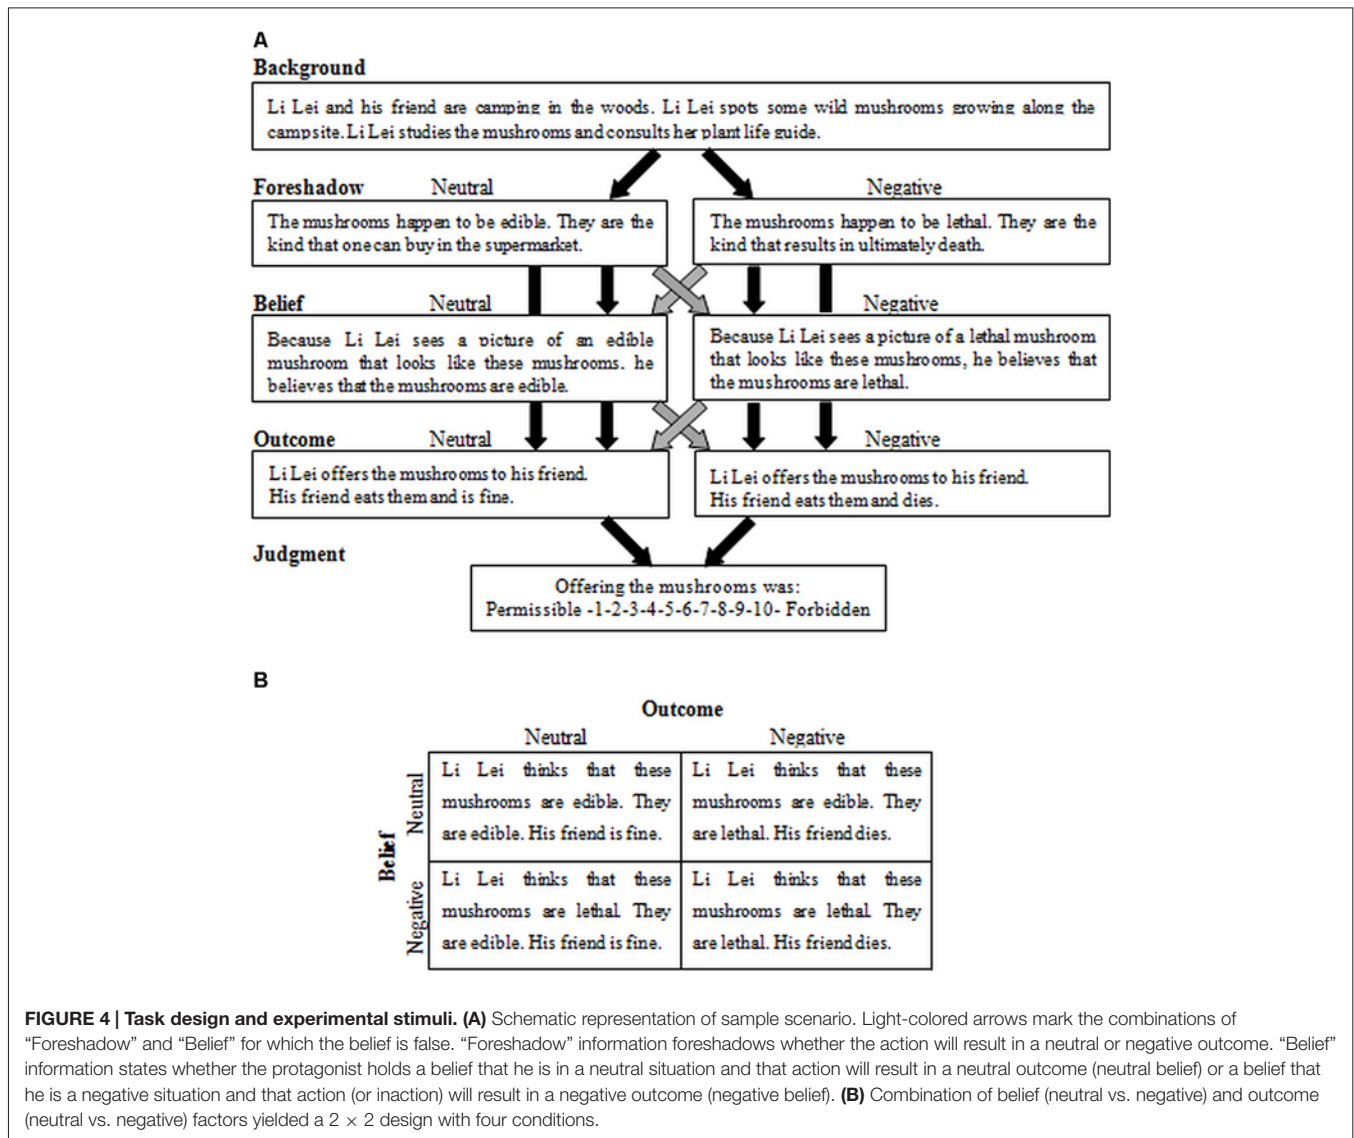 A
Background
Li Lei and his friend are camping in the woods. Li Lei spots some wild mushrooms growing along the
campsite. Li Lei studies the mushrooms and consults her plant life guide.
Foreshadow Neutral Negative
The mushrooms happen to be edible. They are the
kind that one can buy in the supermarket.
The mushrooms happen to be lethal. They are the
kind that results in ultimately death.
Belief Neutral Negative
Because Li Lei sees a picture of an edible
mushroom that looks like these mushrooms. he
believes that the mushrooms are edible.
Because Li Lei sees a picture of a lethal mushroom
that looks like these mushrooms, he believes that
the mushrooms are lethal.
Outcome Neutral Negative
Li Lei offers the mushrooms to his friend.
His friend eats them and is fine.
Li Lei offers the mushrooms to his friend.
His friend eats them and dies.
Judgment
Offering the mushrooms was:
Permissible -1-2-3-4-5-6-7-8-9-10- Forbidden
B
Outcome
Neutral Negative
Belief
Neutral
Li Lei thinks that these
mushrooms are edible. They
are edible. His friend is fine.
Li Lei thinks that these
mushrooms are edible. They
are lethal. His friend dies.
Negative
Li Lei thinks that these
mushrooms are lethal. They
are edible. His friend is fine.
Li Lei thinks that these
mushrooms are lethal. They
are lethal. His friend dies.
FIGURE 4 | Task design and experimental stimuli. (A) Schematic representation of sample scenario. Light-colored arrows mark the combinations of
“Foreshadow” and “Belief” for which the belief is false. “Foreshadow” information foreshadows whether the action will result in a neutral or negative outcome. “Belief”
information states whether the protagonist holds a belief that he is in a neutral situation and that action will result in a neutral outcome (neutral belief) or a belief that
he is a negative situation and that action (or inaction) will result in a negative outcome (negative belief). (B) Combination of belief (neutral vs. negative) and outcome
(neutral vs. negative) factors yielded a 2 × 2 design with four conditions.